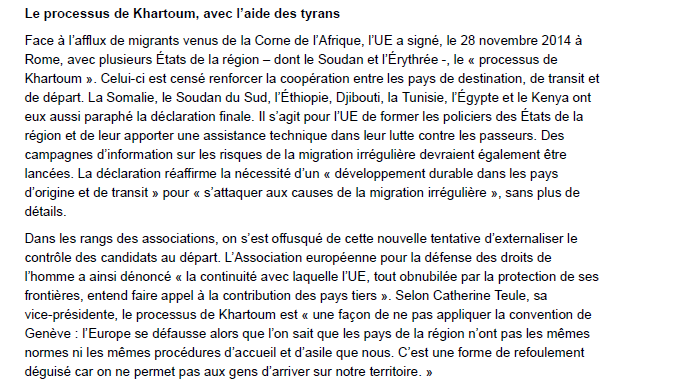 Le processus de Khartoum, avec l’aide des tyrans
Face à l’afflux de migrants venus de la Corne de l’Afrique, l’UE a signé, le 28 novembre 2014 à
Rome, avec plusieurs États de la région – dont le Soudan et l’Érythrée -, le « processus de
Khartoum ». Celui-ci est censé renforcer la coopération entre les pays de destination, de transit et
de départ. La Somalie, le Soudan du Sud, l’Éthiopie, Djibouti, la Tunisie, l’Égypte et le Kenya ont
eux aussi paraphé la déclaration finale. Il s’agit pour l’UE de former les policiers des États de la
région et de leur apporter une assistance technique dans leur lutte contre les passeurs. Des
campagnes d’information sur les risques de la migration irrégulière devraient également être
lancées. La déclaration réaffirme la nécessité d’un « développement durable dans les pays
d’origine et de transit » pour « s’attaquer aux causes de la migration irrégulière », sans plus de
détails.
Dans les rangs des associations, on s’est offusqué de cette nouvelle tentative d’externaliser le
contrôle des candidats au départ. L’Association européenne pour la défense des droits de
l’homme a ainsi dénoncé « la continuité avec laquelle l’UE, tout obnubilée par la protection de ses
frontières, entend faire appel à la contribution des pays tiers ». Selon Catherine Teule, sa
vice-présidente, le processus de Khartoum est « une façon de ne pas appliquer la convention de
Genève : l’Europe se défausse alors que l’on sait que les pays de la région n’ont pas les mêmes
normes ni les mêmes procédures d’accueil et d’asile que nous. C’est une forme de refoulement
déguisé car on ne permet pas aux gens d’arriver sur notre territoire. »